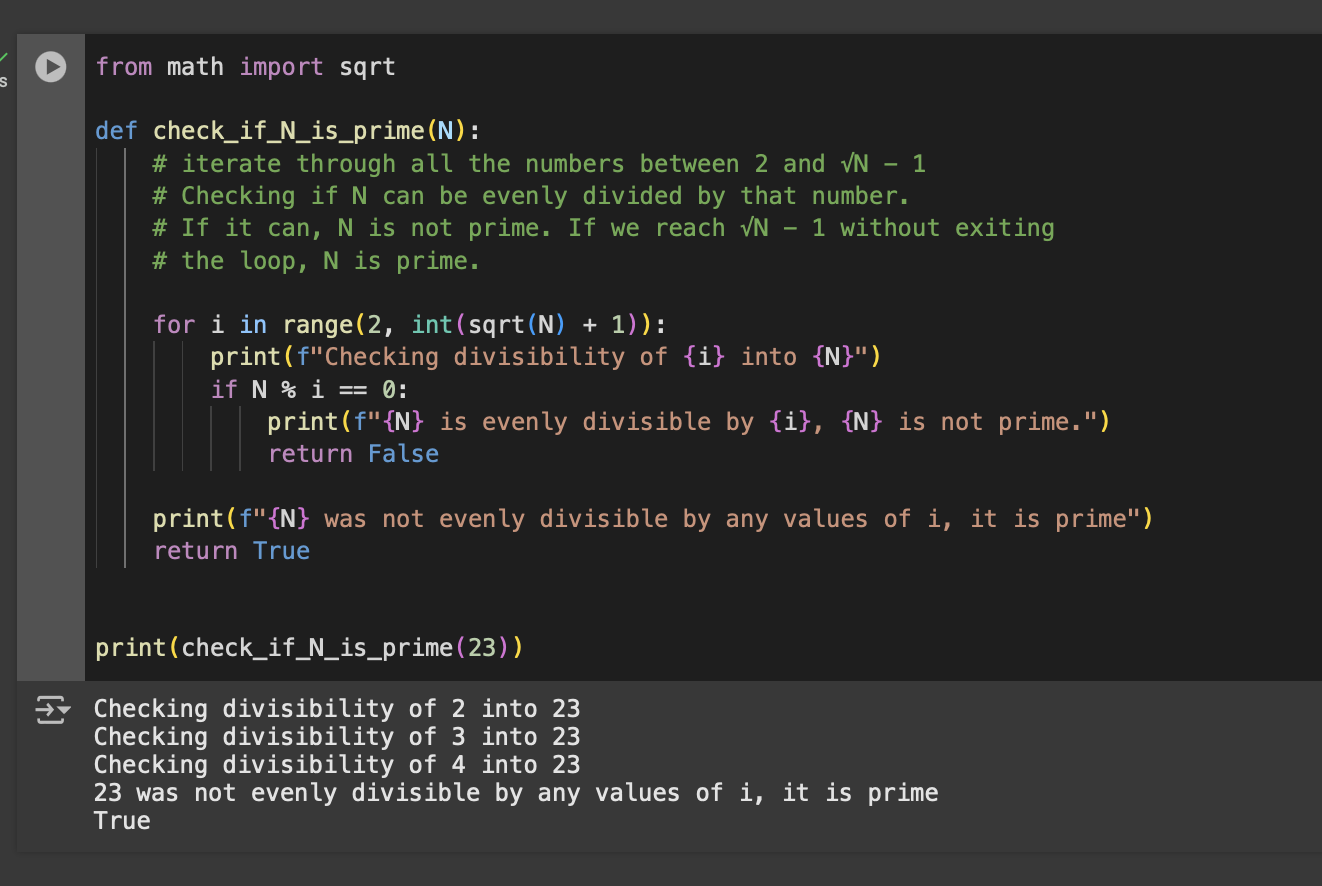 s
from math import sqrt
def check_if_N_is_prime(N):
# iterate through all the numbers between 2 and √N – 1
# Checking if N can be evenly divided by that number.
# If it can, N is not prime. If we reach √N – 1 without exiting
# the loop, N is prime.
for i in range(2, int(sqrt(N) + 1)):
print(f"Checking divisibility of {i} into {N}")
if N % i == 0:
print(f"{N} is evenly divisible by {i}, {N} is not prime.")
return False
print(f"{N} was not evenly divisible by any values of i, it is prime")
return True
print(check_if_N_is_prime(23))
Checking divisibility of 2 into 23
Checking divisibility of 3 into 23
Checking divisibility of 4 into 23
23 was not evenly divisible by any values of i, it is prime
True